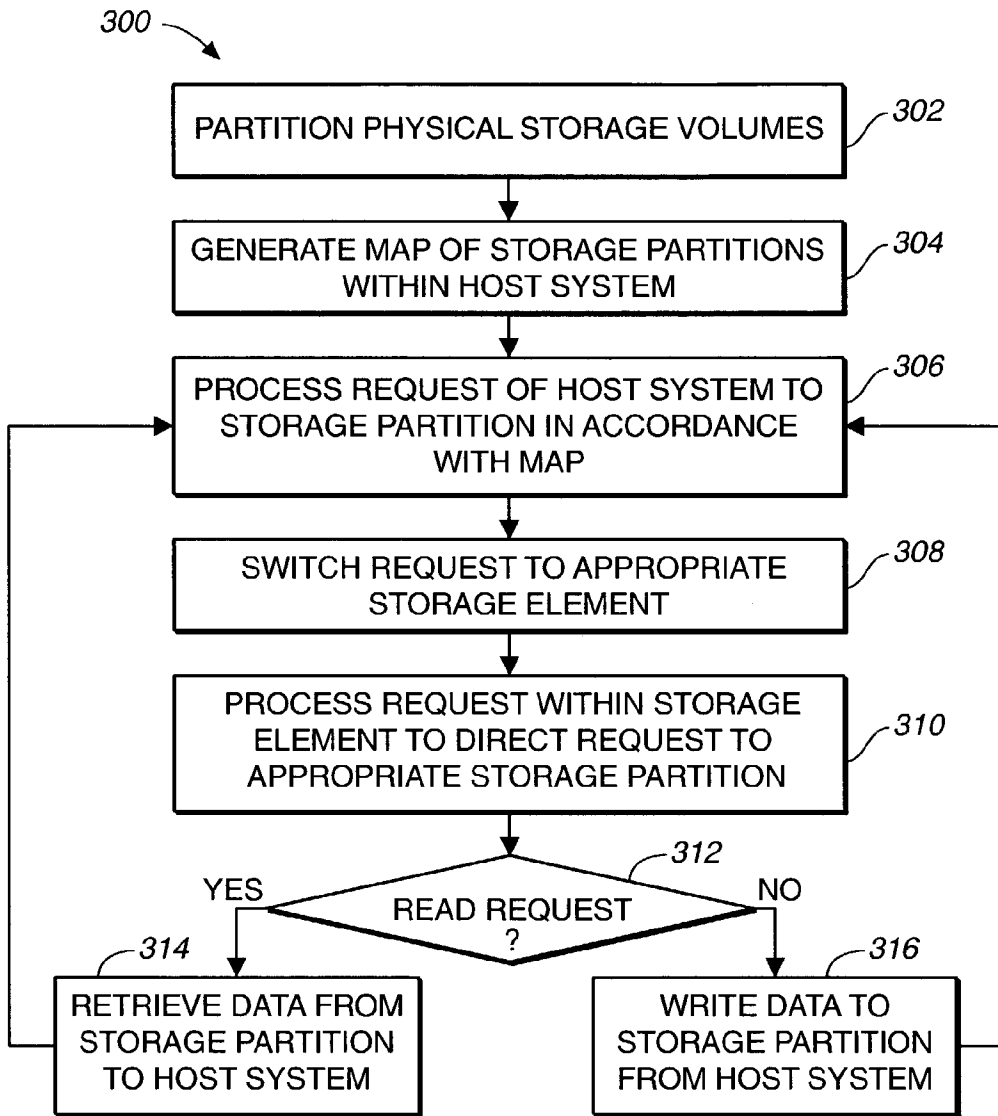 300
PARTITION PHYSICAL STORAGE VOLUMES
302
GENERATE MAP OF STORAGE PARTITIONS
WITHIN HOST SYSTEM
304
PROCESS REQUEST OF HOST SYSTEM TO
STORAGE PARTITION IN ACCORDANCE
WITH MAP
306
SWITCH REQUEST TO APPROPRIATE
STORAGE ELEMENT
308
PROCESS REQUEST WITHIN STORAGE
ELEMENT TO DIRECT REQUEST TO
APPROPRIATE STORAGE PARTITION
310
312
YES
READ REQUEST
?
NO
314
RETRIEVE DATA FROM
STORAGE PARTITION
TO HOST SYSTEM
316
WRITE DATA TO
STORAGE PARTITION
FROM HOST SYSTEM